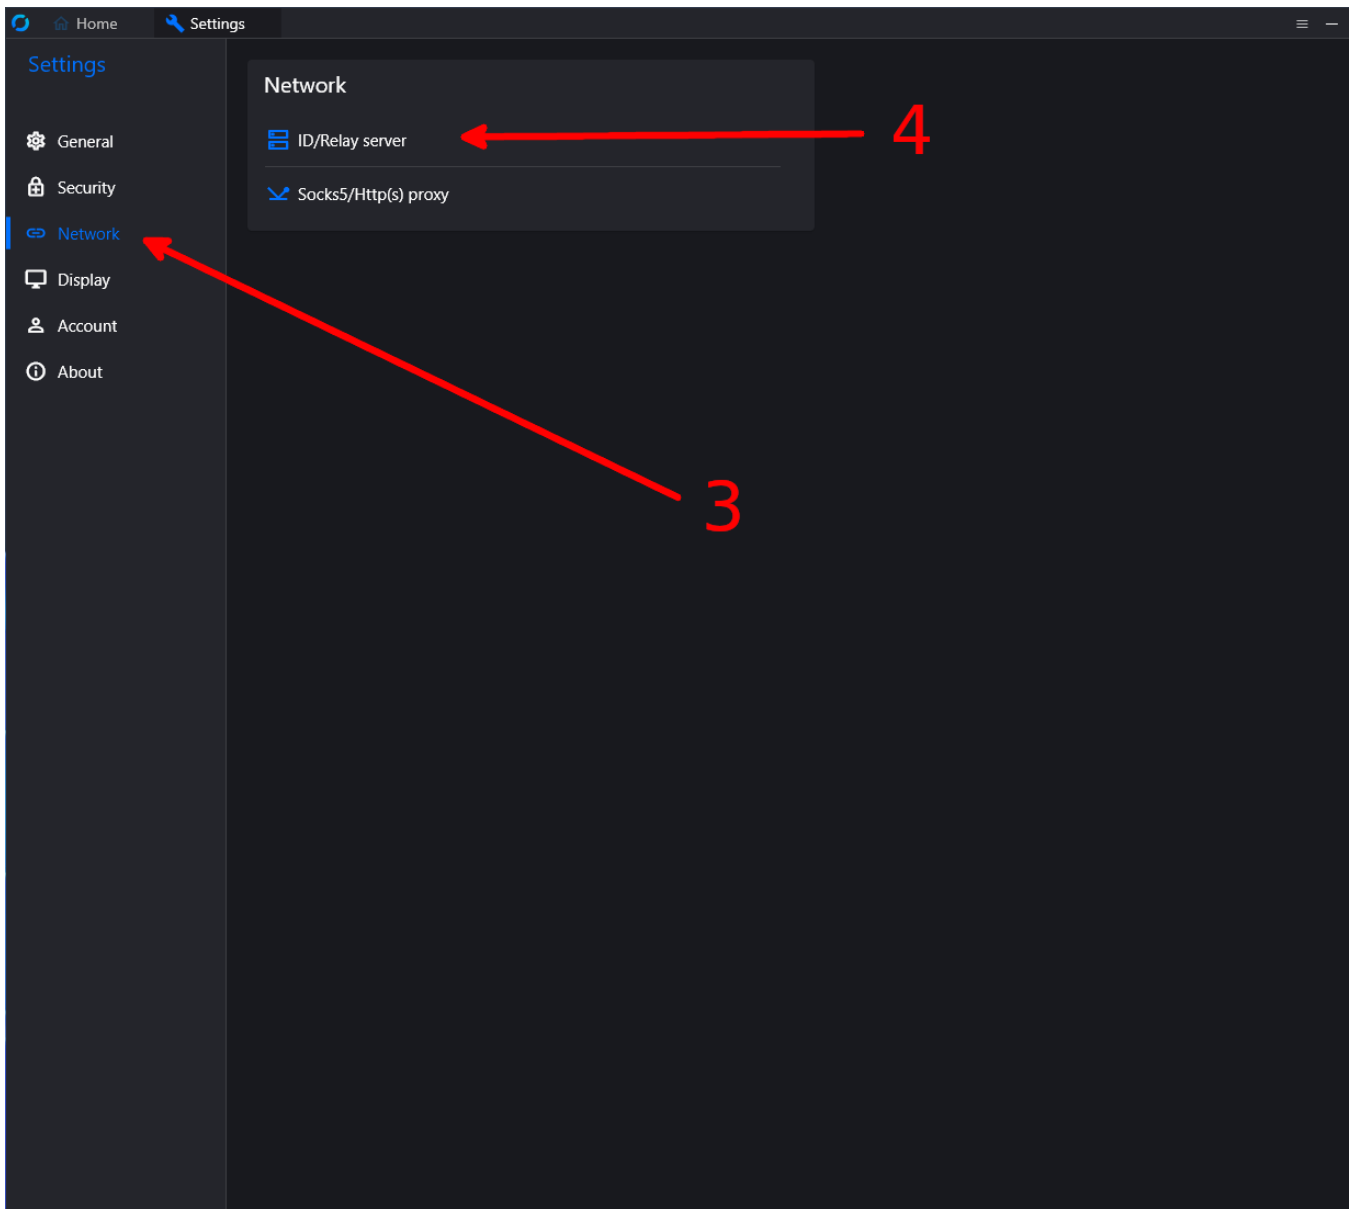 Home
Settings
Settings
General
Security
Network
Display
Account
About
Network
ID/Relay server
Socks5/Http(s) proxy
4
3